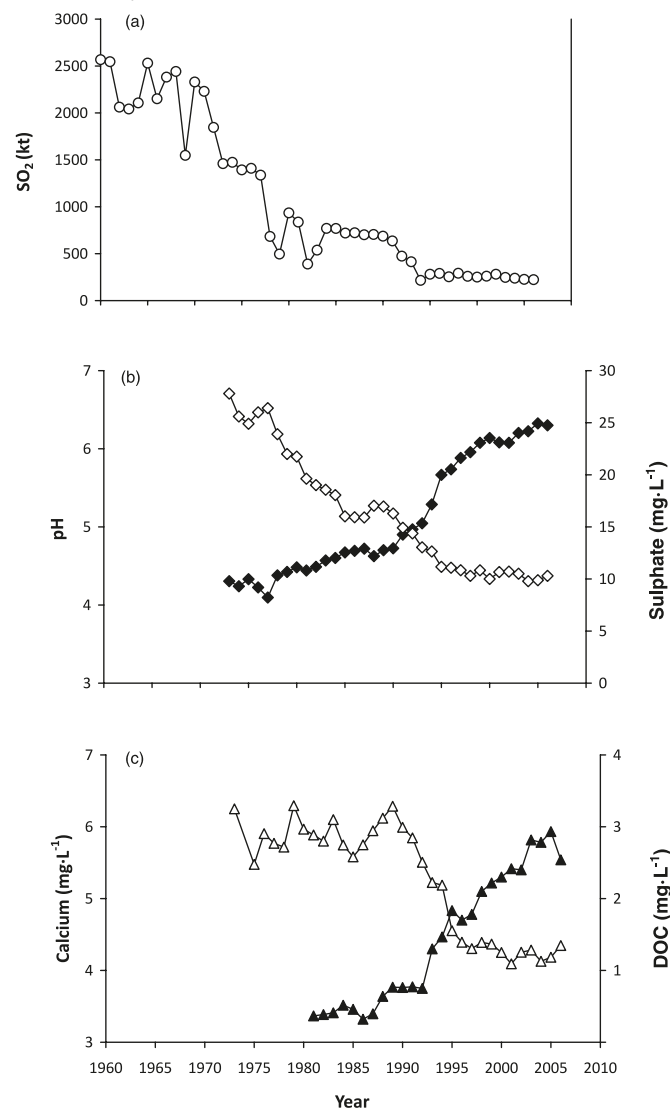 (a)
3000
2500
2000
1500
1000
500
0
SO2 (kt)
(b)
7
6
5
4
3
pH
30
25
20
15
10
5
0
Sulphate (mg·L-1)
(c)
7
6
5
4
3
Calcium (mg·L-1)
4
3
2
1
DOC (mg·L-1)
1960 1965 1970 1975 1980 1985 1990 1995 2000 2005 2010
Year